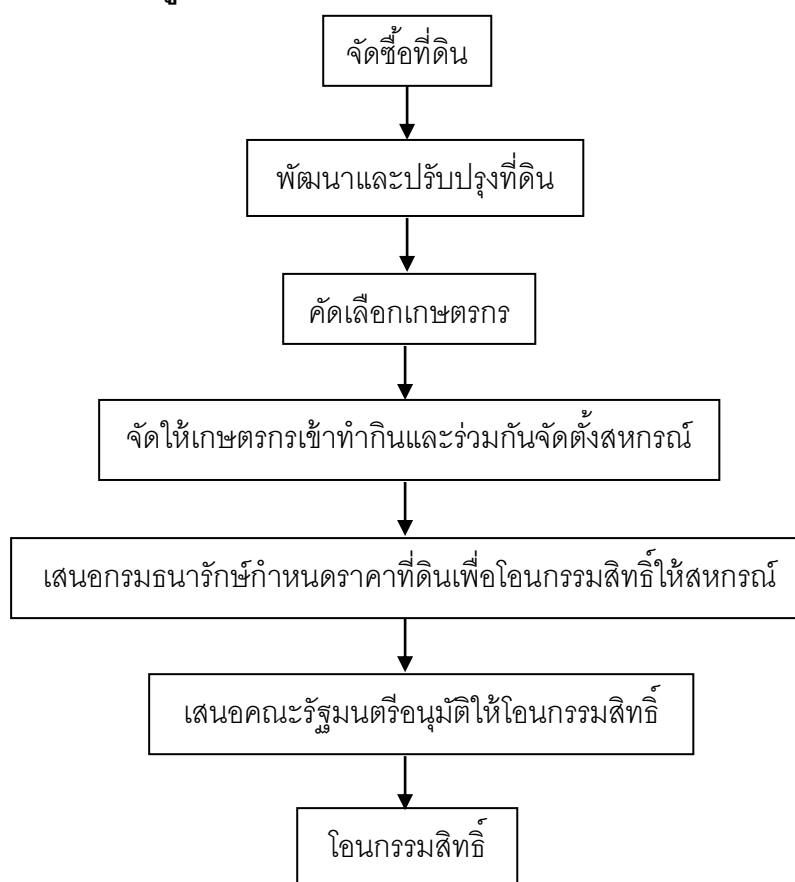 จัดซื้อที่ดิน
พัฒนาและปรับปรุงที่ดิน
คัดเลือกเกษตรกร
จัดให้เกษตรกรเข้าทำกินและร่วมกันจัดตั้งสหกรณ์
เสนอกรมธนารักษ์กำหนดราคาที่ดินเพื่อโอนกรรมสิทธิ์ให้สหกรณ์
เสนอคณะรัฐมนตรีอนุมัติให้โอนกรรมสิทธิ์
โอนกรรมสิทธิ์